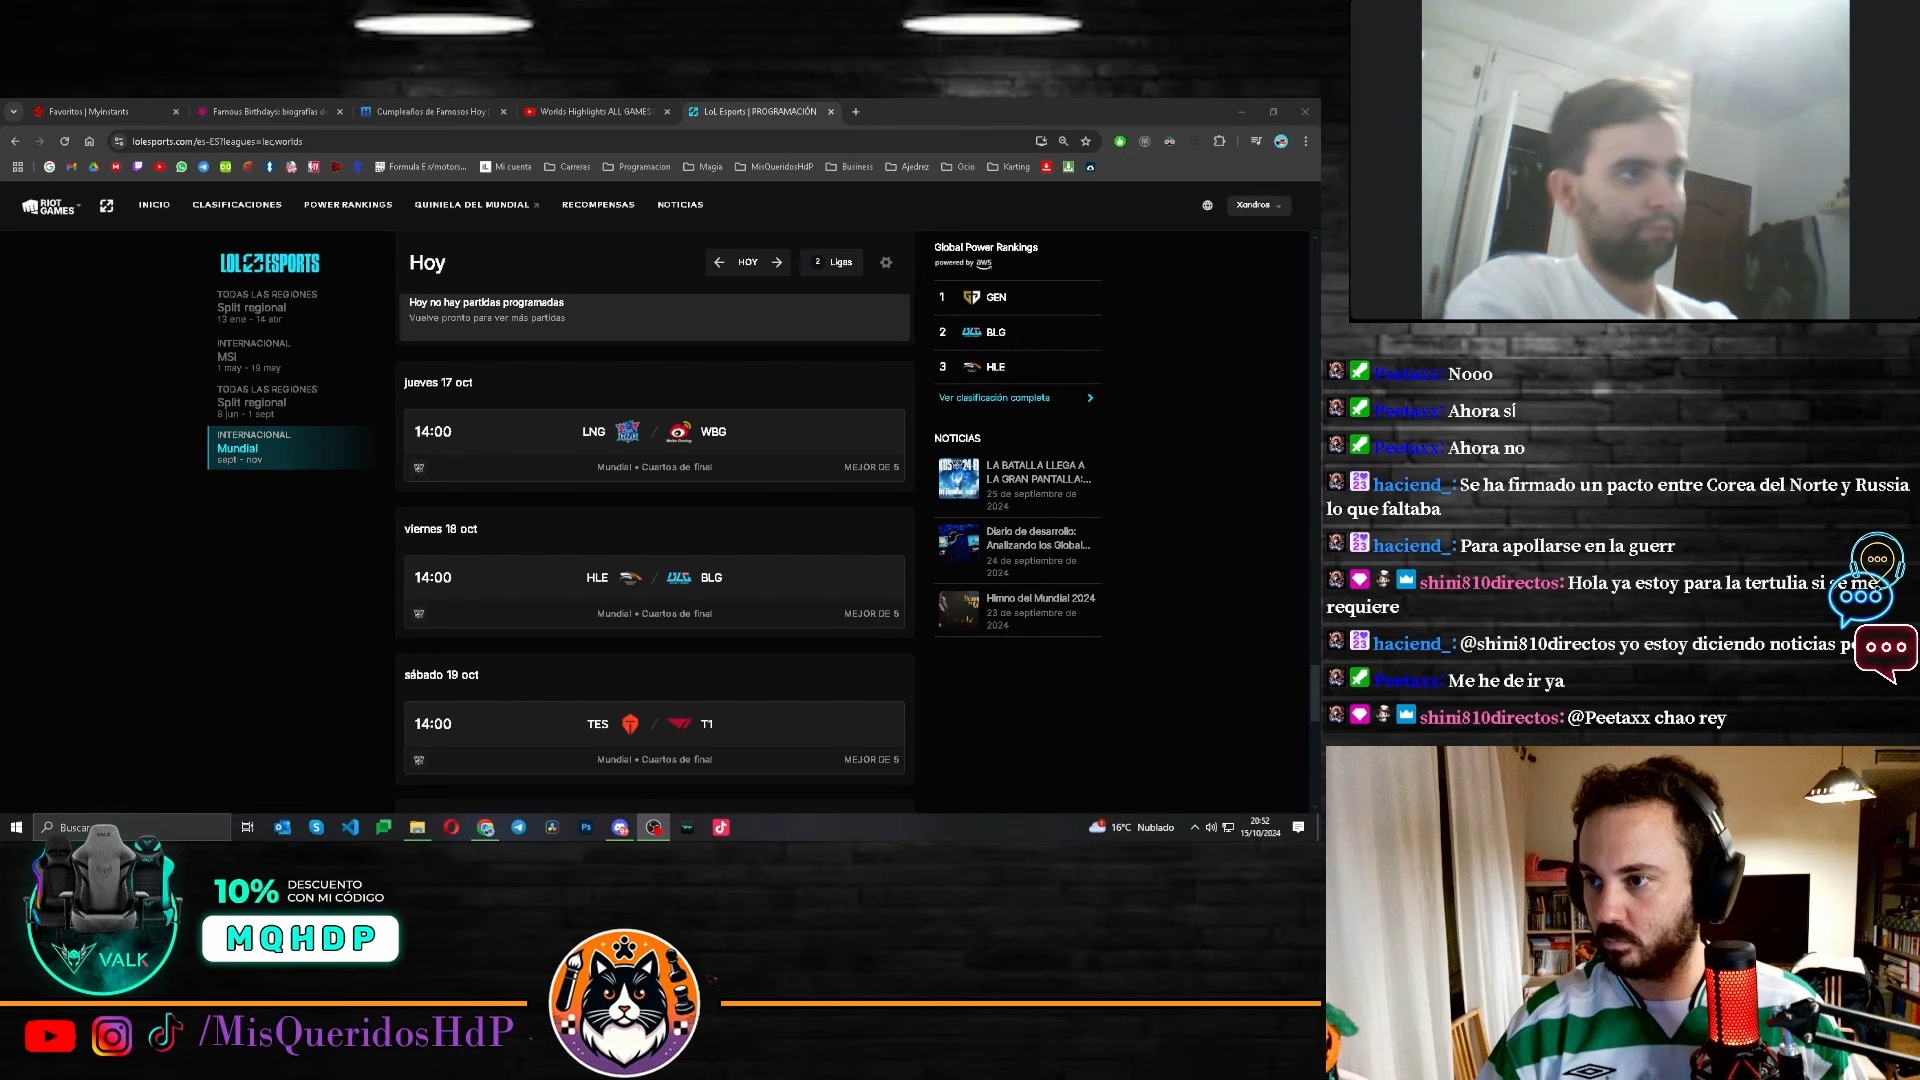 Favoritos | Myinstants
Famous Birthdays: biografías de
Cumpleaños de Famosos Hoy
Worlds Highlights ALL GAMES
LoL Esports | PROGRAMACIÓN
lolesports.com/es-ES?leagues=lec,worlds
Formula E r/motors...
Mi cuenta
Carreras
Programacion
Magia
MisQueridosHdP
Business
Ajedrez
Ocio
Karting
RIOT GAMES
INICIO
CLASIFICACIONES
POWER RANKINGS
QUINIELA DEL MUNDIAL
RECOMPENSAS
NOTICIAS
Xandros
LOL ESPORTS
TODAS LAS REGIONES
Split regional
13 ene - 14 abr
INTERNACIONAL
MSI
1 may - 19 may
TODAS LAS REGIONES
Split regional
8 jun - 1 sept
INTERNACIONAL
Mundial
sept - nov
Hoy
HOY
2 Ligas
Hoy no hay partidas programadas
Vuelve pronto para ver más partidas
jueves 17 oct
14:00 LNG / WBG
Mundial • Cuartos de final MEJOR DE 5
viernes 18 oct
14:00 HLE / BLG
Mundial • Cuartos de final MEJOR DE 5
sábado 19 oct
14:00 TES / T1
Mundial • Cuartos de final MEJOR DE 5
Global Power Rankings
powered by aws
1 GEN
2 BLG
3 HLE
Ver clasificación completa
NOTICIAS
LA BATALLA LLEGA A
LA GRAN PANTALLA:...
25 de septiembre de
2024
Diario de desarrollo:
Analizando los Global...
24 de septiembre de
2024
Himno del Mundial 2024
23 de septiembre de
2024
Peetaxx: Nooo
Peetaxx: Ahora sí
Peetaxx: Ahora no
haciend_: Se ha firmado un pacto entre Corea del Norte y Russia
lo que faltaba
haciend_: Para apollarse en la guerr
shini810directos: Hola ya estoy para la tertulia si se me
requiere
haciend_: @shini810directos yo estoy diciendo noticias
Peetaxx: Me he de ir ya
shini810directos: @Peetaxx chao rey
Buscar
16°C Nublado
20:52
15/10/2024
VALK
10% DESCUENTO
CON MI CÓDIGO
MQHDP
/MisQueridosHdP